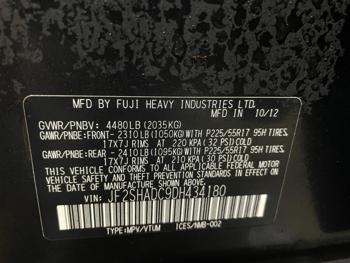 MFD BY FUJI HEAVY INDUSTRIES LTD.
MFD IN 10/12
GVWR/PNBV: 4480LB (2035KG)
GAWR/PNBE:FRONT- 2310LB(1050KG)WITH P225/55R17 95H TIRES,
17X7J RIMS AT 220 KPA (32 PSI)COLD
GAWR/PNBE:REAR - 2410LB(1095KG)WITH P225/55R17 95H TIRES,
17X7J RIMS AT 210 KPA (30 PSI)COLD
THIS VEHICLE CONFORMS TO ALL APPLICABLE
FEDERAL MOTOR VEHICLE SAFETY AND
THEFT PREVENTION STANDARDS IN EFFECT ON
THE DATE OF MANUFACTURE SHOWN ABOVE.
VIN: JF2SHADC9DH434180
TYPE:MPV/VTUM ICES/NMB-002